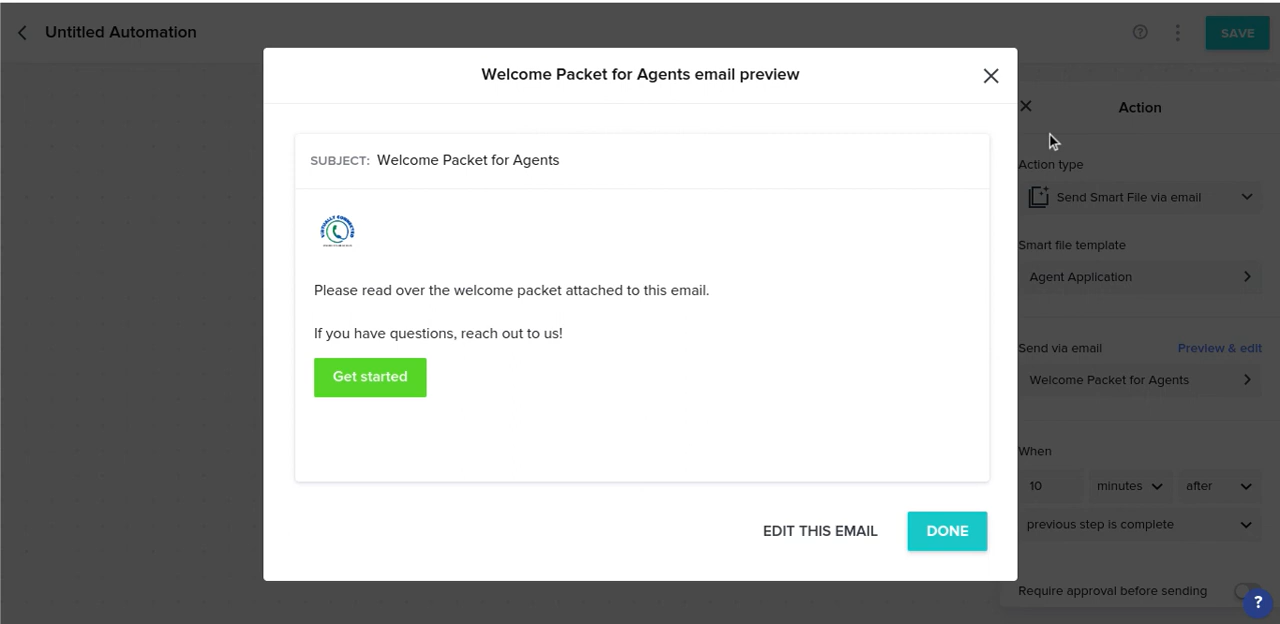 Untitled Automation
SAVE
Welcome Packet for Agents email preview
SUBJECT: Welcome Packet for Agents
VIRTUALLY CONNECTED
Please read over the welcome packet attached to this email.
If you have questions, reach out to us!
Get started
EDIT THIS EMAIL
DONE
Action
Action type
Send Smart File via email
Smart file template
Agent Application
Send via email
Preview & edit
Welcome Packet for Agents
When
10
minutes
after
previous step is complete
Require approval before sending
?